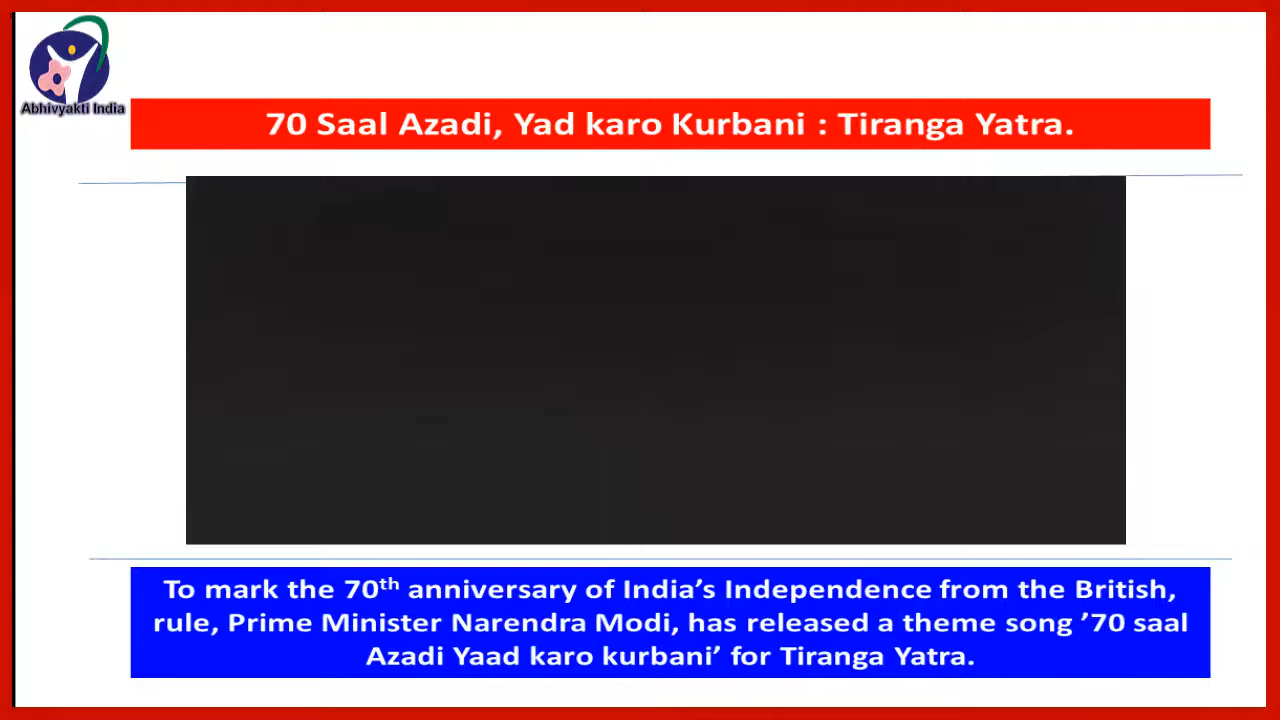 Abhivyakti India
70 Saal Azadi, Yad karo Kurbani : Tiranga Yatra.
To mark the 70th anniversary of India’s Independence from the British,
rule, Prime Minister Narendra Modi, has released a theme song ’70 saal
Azadi Yaad karo kurbani’ for Tiranga Yatra.